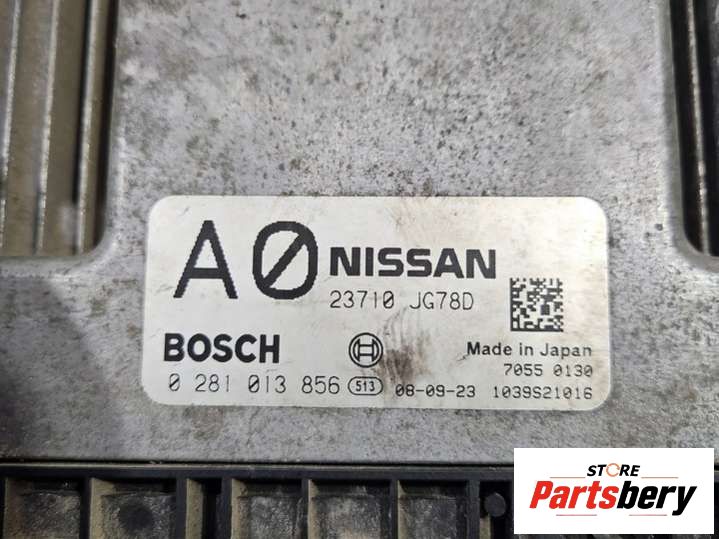 A0 NISSAN
23710 JG78D
BOSCH
Made in Japan
7055 0130
0 281 013 856 S13 08-09-23 1039S21016
STORE
Partsbery